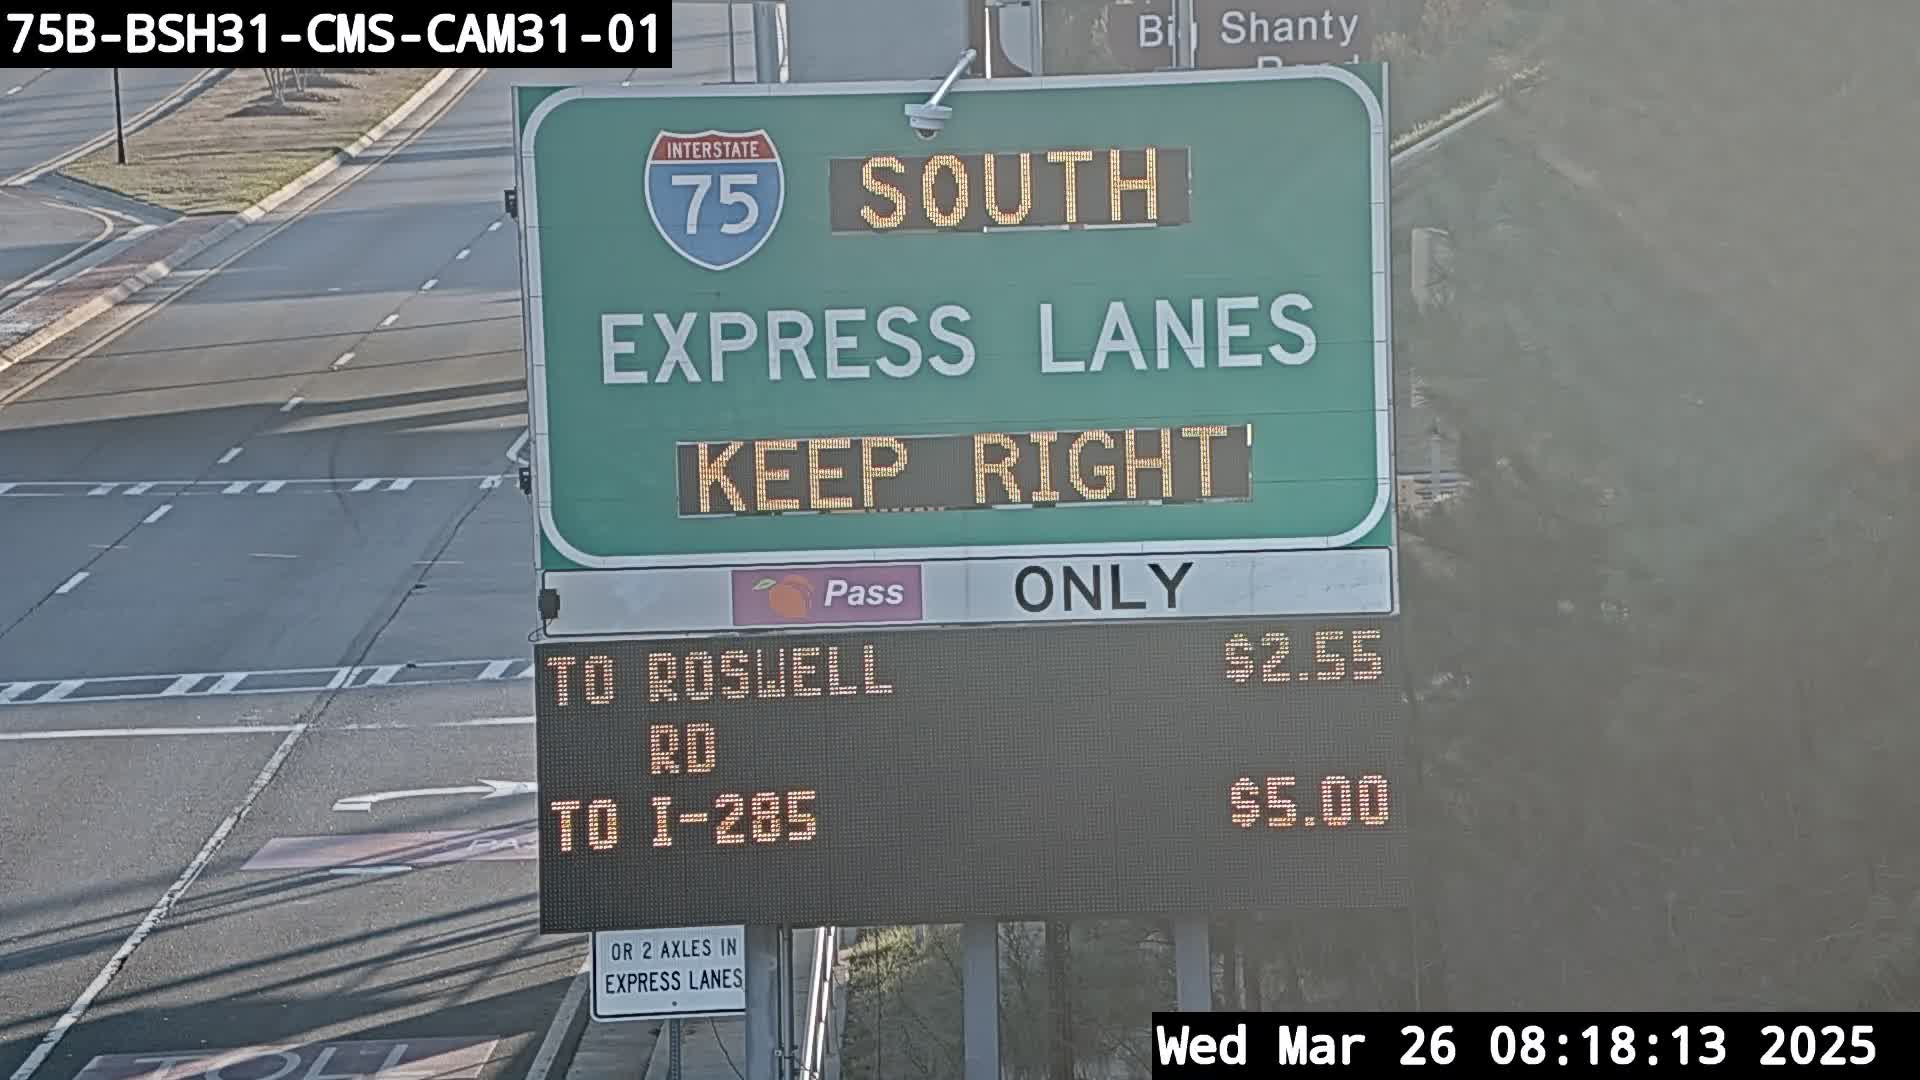 75B-BSH31-CMS-CAM31-01
Big Shanty
Road
INTERSTATE
75
SOUTH
EXPRESS LANES
KEEP RIGHT
Pass ONLY
TO ROSWELL $2.55
RD
TO I-285 $5.00
OR 2 AXLES IN
EXPRESS LANES
TOLL
Wed Mar 26 08:18:13 2025